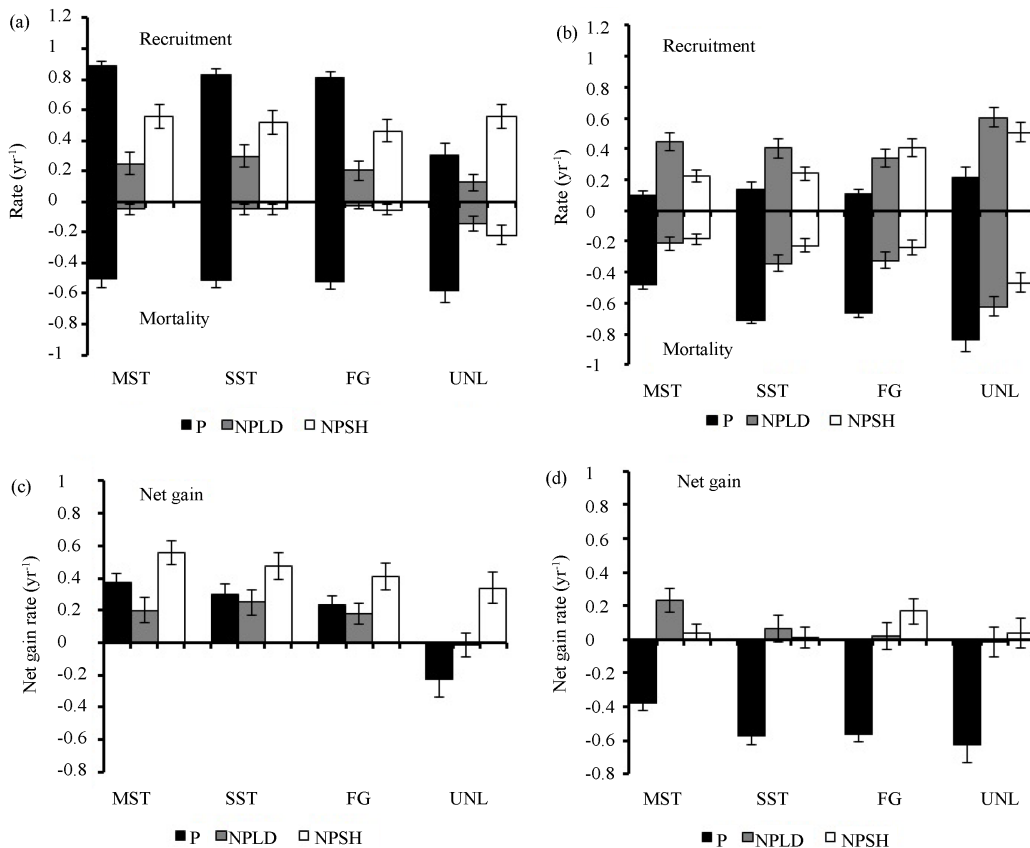 (a)
1.2
1
0.8
0.6
0.4
0.2
0
-0.2
-0.4
-0.6
-0.8
-1
Rate (yr-1)
Recruitment
Mortality
MST SST FG UNL
P NPLD NPSH
(b)
1.2
1.0
0.8
0.6
0.4
0.2
0
-0.2
-0.4
-0.6
-0.8
-1
Rate (yr-1)
Recruitment
Mortality
MST SST FG UNL
P NPLD NPSH
(c)
1
0.8
0.6
0.4
0.2
0
-0.2
-0.4
-0.6
-0.8
Net gain rate (yr-1)
Net gain
MST SST FG UNL
P NPLD NPSH
(d)
1
0.8
0.6
0.4
0.2
0
-0.2
-0.4
-0.6
-0.8
Net gain rate (yr-1)
Net gain
MST SST FG UNL
P NPLD NPSH